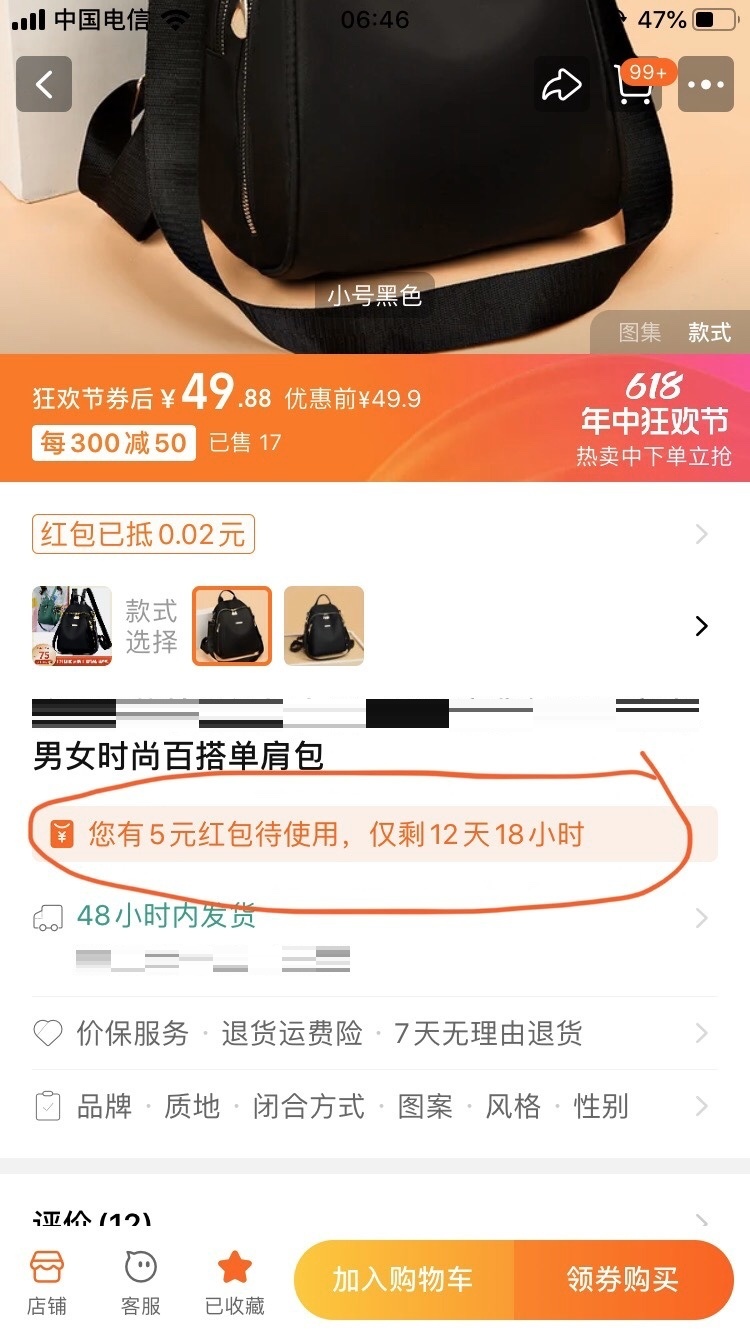 中国电信
06:46
47%
99+
小号黑色
图集 款式
狂欢节券后¥49.88 优惠前¥49.9
618
年中狂欢节
每300减50 已售 17
热卖中下单立抢
红包已抵0.02元
75
款式
选择
男女时尚百搭单肩包
¥ 您有5元红包待使用，仅剩12天18小时
48小时内发货
价保服务 · 退货运费险 · 7天无理由退货
品牌 · 质地 · 闭合方式 · 图案 · 风格 · 性别
评价 (12)
店铺
客服
已收藏
加入购物车
领券购买